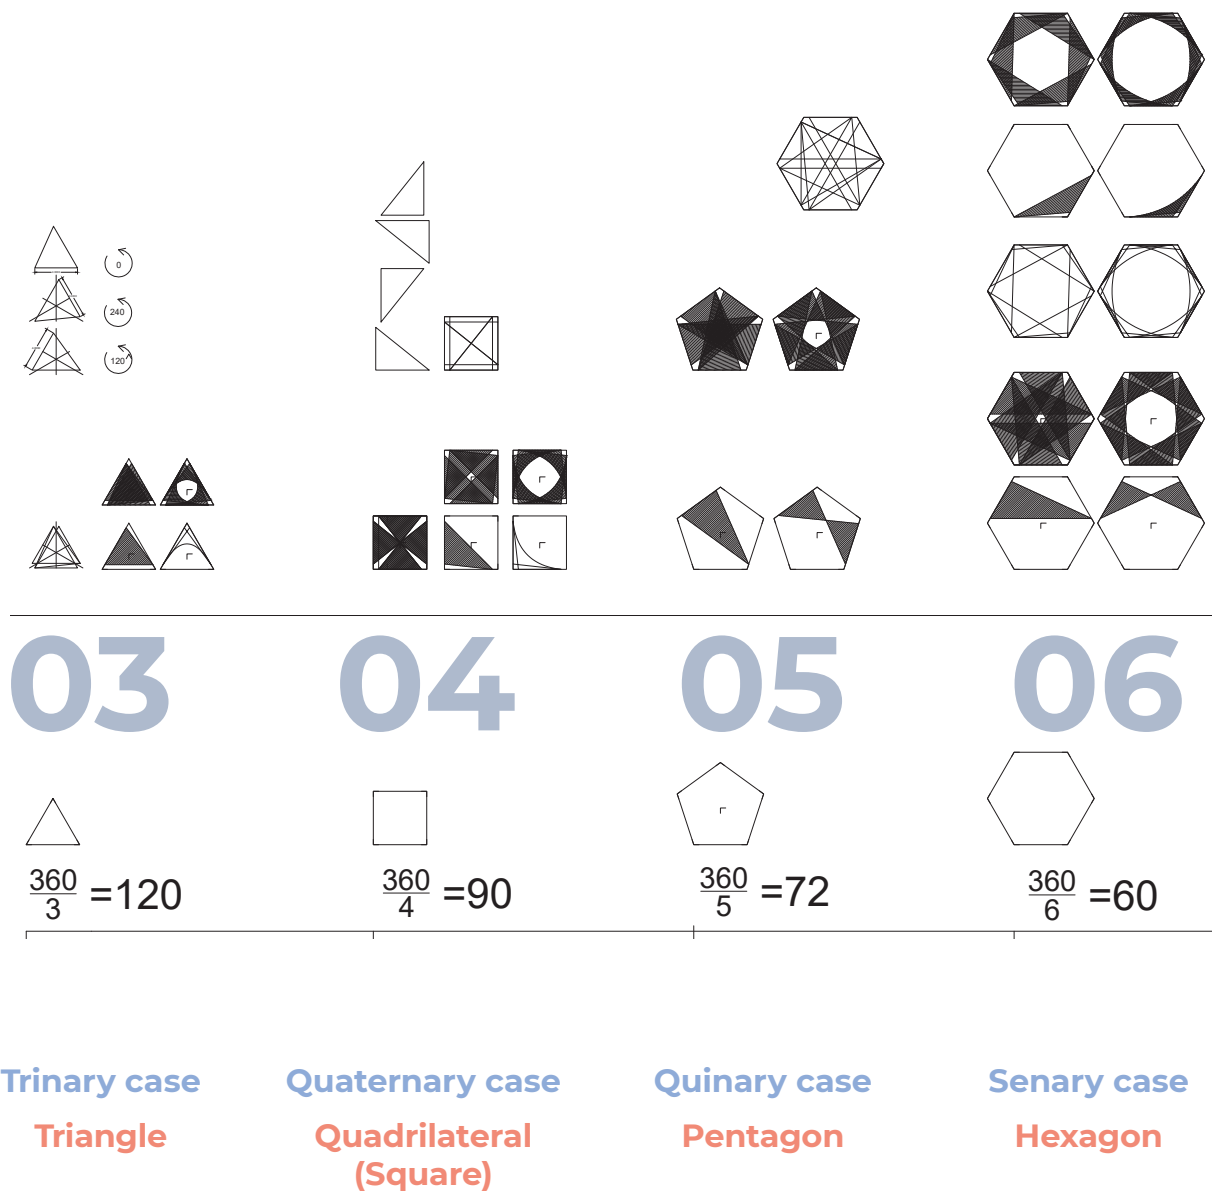 0
240
120
03 04 05 06
360/3 =120 360/4 =90 360/5 =72 360/6 =60
Trinary case Quaternary case Quinary case Senary case
Triangle Quadrilateral Pentagon Hexagon
(Square)